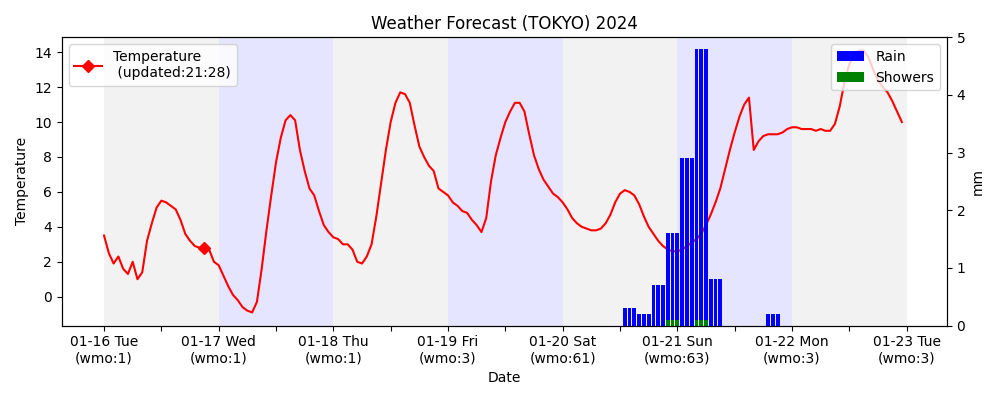 Weather Forecast (TOKYO) 2024
Temperature
(updated:21:28)
Rain
Showers
Temperature
14
12
10
8
6
4
2
0
5
4
3
2
1
0
mm
01-16 Tue
(wmo:1)
01-17 Wed
(wmo:1)
01-18 Thu
(wmo:1)
01-19 Fri
(wmo:3)
01-20 Sat
(wmo:61)
01-21 Sun
(wmo:63)
01-22 Mon
(wmo:3)
01-23 Tue
(wmo:3)
Date